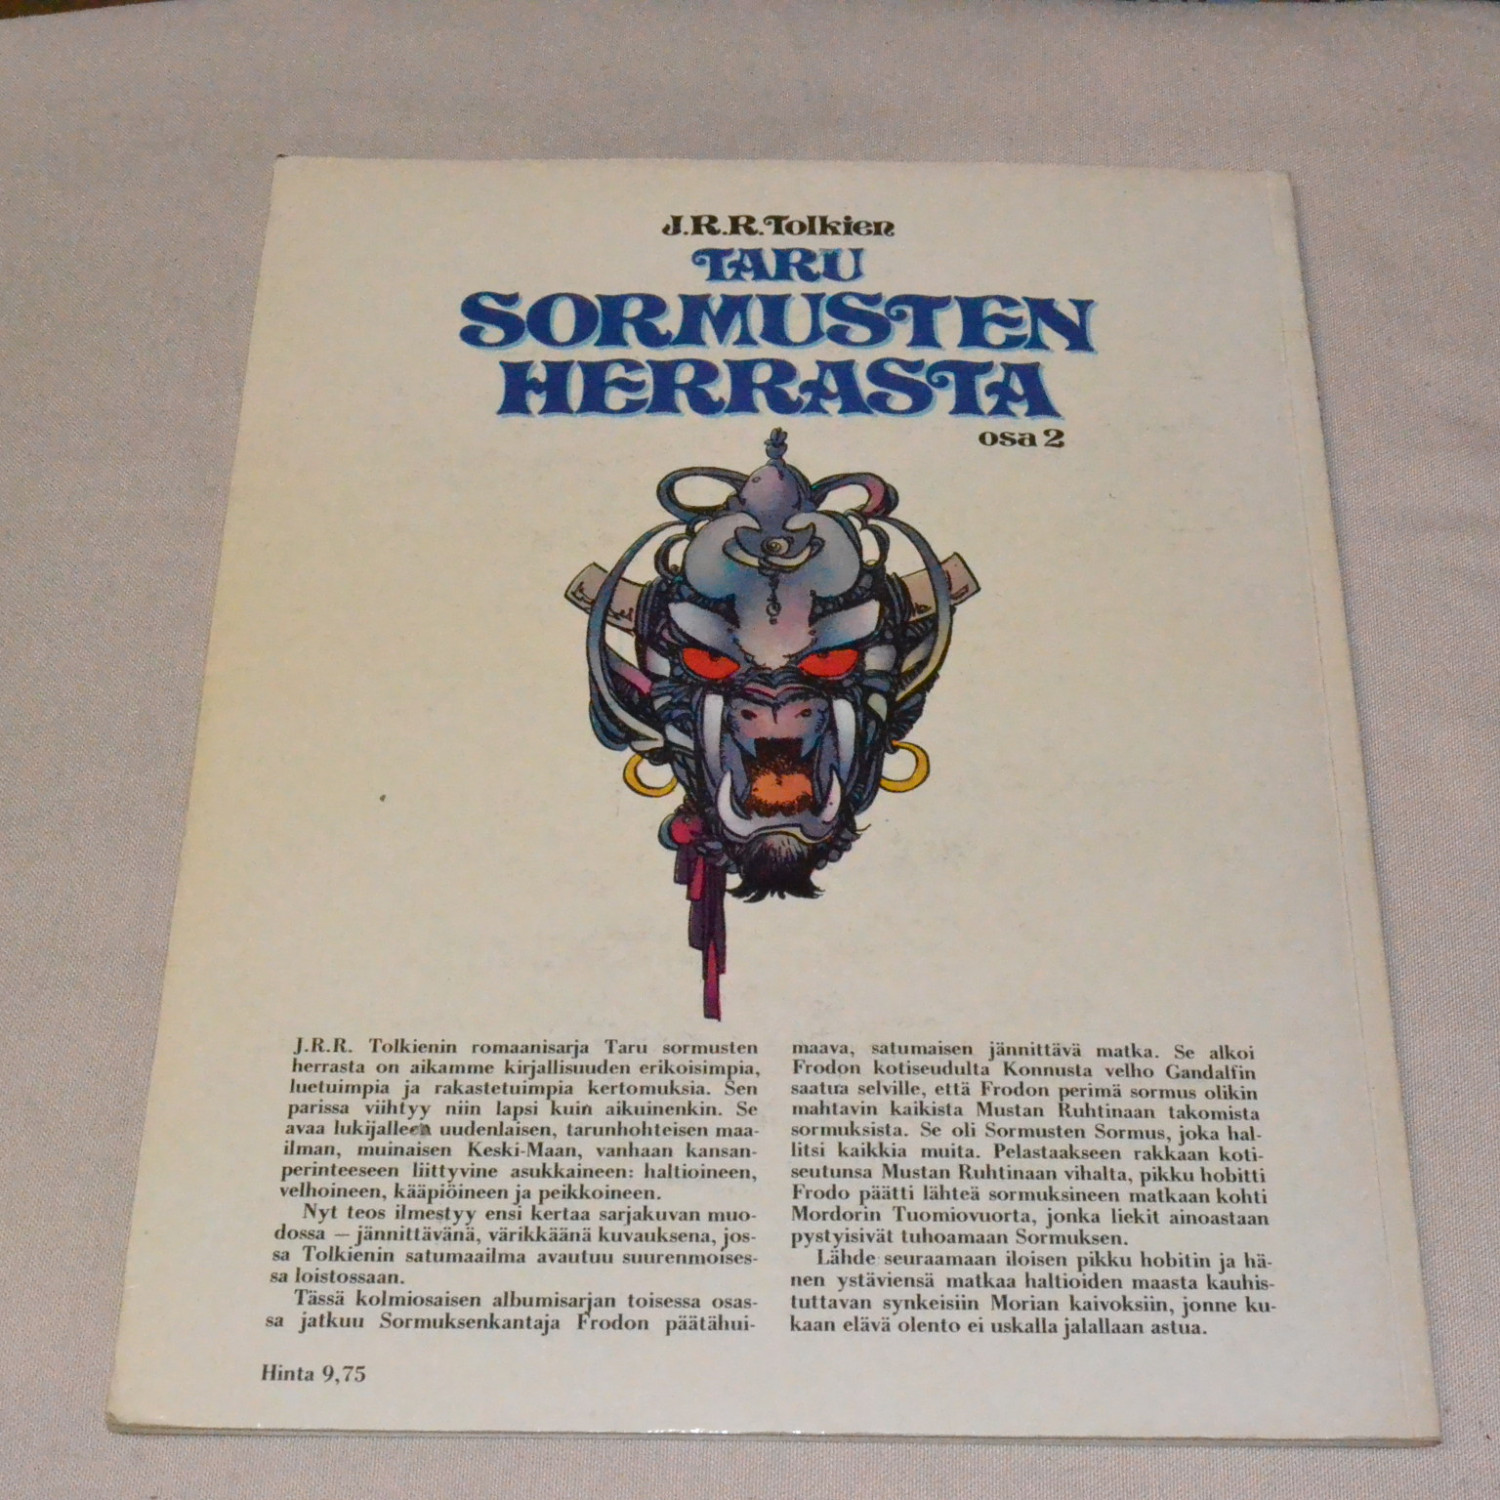 J.R.R. Tolkien
TARU
SORMUSTEN
HERRASTA
osa 2
J.R.R. Tolkienin romaanisarja Taru sormusten
herrasta on aikamme kirjallisuuden erikoisimpia,
luetuimpia ja rakastetuimpia kertomuksia. Sen
parissa viihtyy niin lapsi kuin aikuinenkin. Se
avaa lukijalleen uudenlaisen, tarunhohteisen maa-
ilman, muinaisen Keski-Maan, vanhaan kansan-
perinteeseen liittyvine asukkaineen: haltioineen,
velhoineen, kääpiöineen ja peikkoineen.
Nyt teos ilmestyy ensi kertaa sarjakuvan muo-
dossa — jännittävänä, värikkäänä kuvauksena, jos-
sa Tolkienin satumaailma avautuu suurenmoises-
sa loistossaan.
Tässä kolmiosaisen albumisarjan toisessa osas-
sa jatkuu Sormuksenkantaja Frodon päätähui-
maava, satumaisen jännittävä matka. Se alkoi
Frodon kotiseudulta Konnusta velho Gandalfin
saatua selville, että Frodon perimä sormus olikin
mahtavin kaikista Mustan Ruhtinaan takomista
sormuksista. Se oli Sormusten Sormus, joka hal-
litsi kaikkia muita. Pelastaakseen rakkaan koti-
seutunsa Mustan Ruhtinaan vihalta, pikku hobitti
Frodo päätti lähteä sormuksineen matkaan kohti
Mordorin Tuomiovuorta, jonka liekit ainoastaan
pystyisivät tuhoamaan Sormuksen.
Lähde seuraamaan iloisen pikku hobitin ja hä-
nen ystäviensä matkaa haltioiden maasta kauhis-
tuttavan synkeisiin Morian kaivoksiin, jonne ku-
kaan elävä olento ei uskalla jalallaan astua.
Hinta 9,75